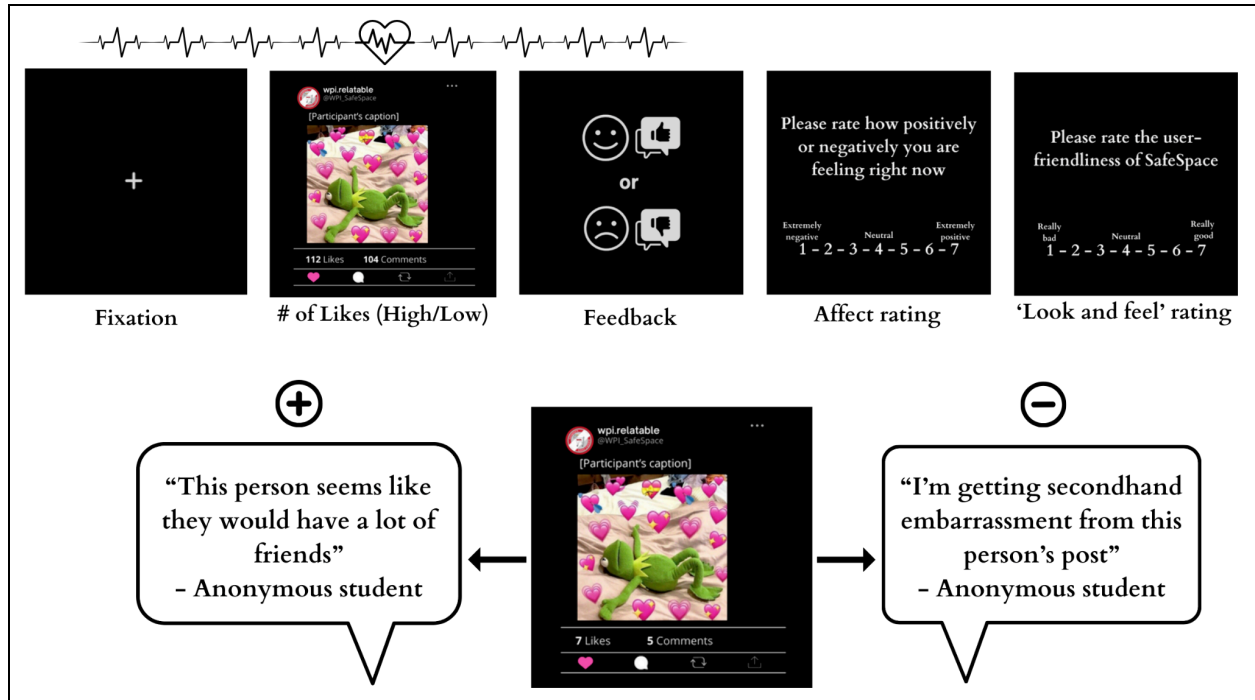 +
wpi.relatable
@WPI_SafeSpace
...
[Participant's caption]
112 Likes 104 Comments
or
Please rate how positively
or negatively you are
feeling right now
Extremely
negative
Neutral
Extremely
positive
1 - 2 - 3 - 4 - 5 - 6 - 7
Please rate the user-
friendliness of SafeSpace
Really
bad
Neutral
Really
good
1 - 2 - 3 - 4 - 5 - 6 - 7
Fixation
# of Likes (High/Low)
Feedback
Affect rating
‘Look and feel’ rating
“This person seems like
they would have a lot of
friends”
- Anonymous student
wpi.relatable
@WPI_SafeSpace
...
[Participant's caption]
7 Likes 5 Comments
“I’m getting secondhand
embarrassment from this
person’s post”
- Anonymous student